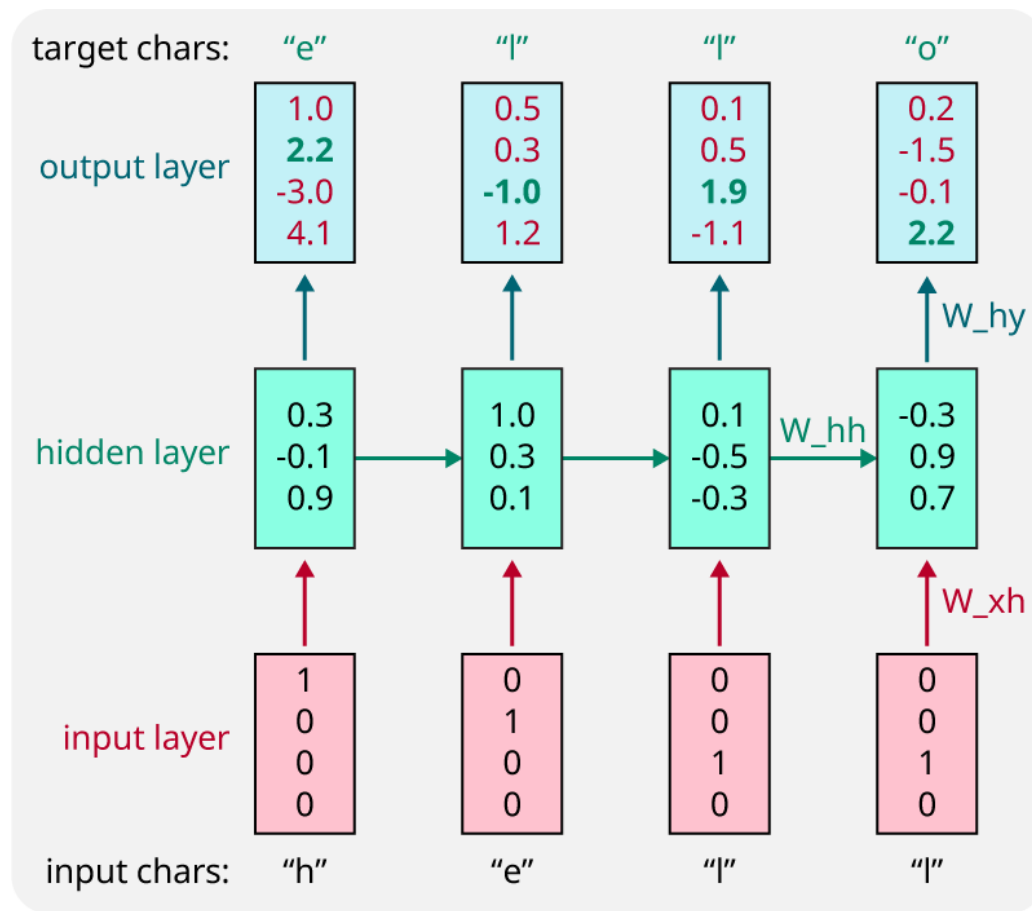 target chars: “e” “l” “l” “o”
1.0 0.5 0.1 0.2
2.2 0.3 0.5 -1.5
-3.0 -1.0 1.9 -0.1
4.1 1.2 -1.1 2.2
output layer
W_hy
0.3 1.0 0.1 -0.3
-0.1 0.3 -0.5 0.9
0.9 0.1 -0.3 0.7
hidden layer
W_hh
W_xh
1 0 0 0
0 1 0 0
0 0 1 1
0 0 0 0
input layer
input chars: “h” “e” “l” “l”